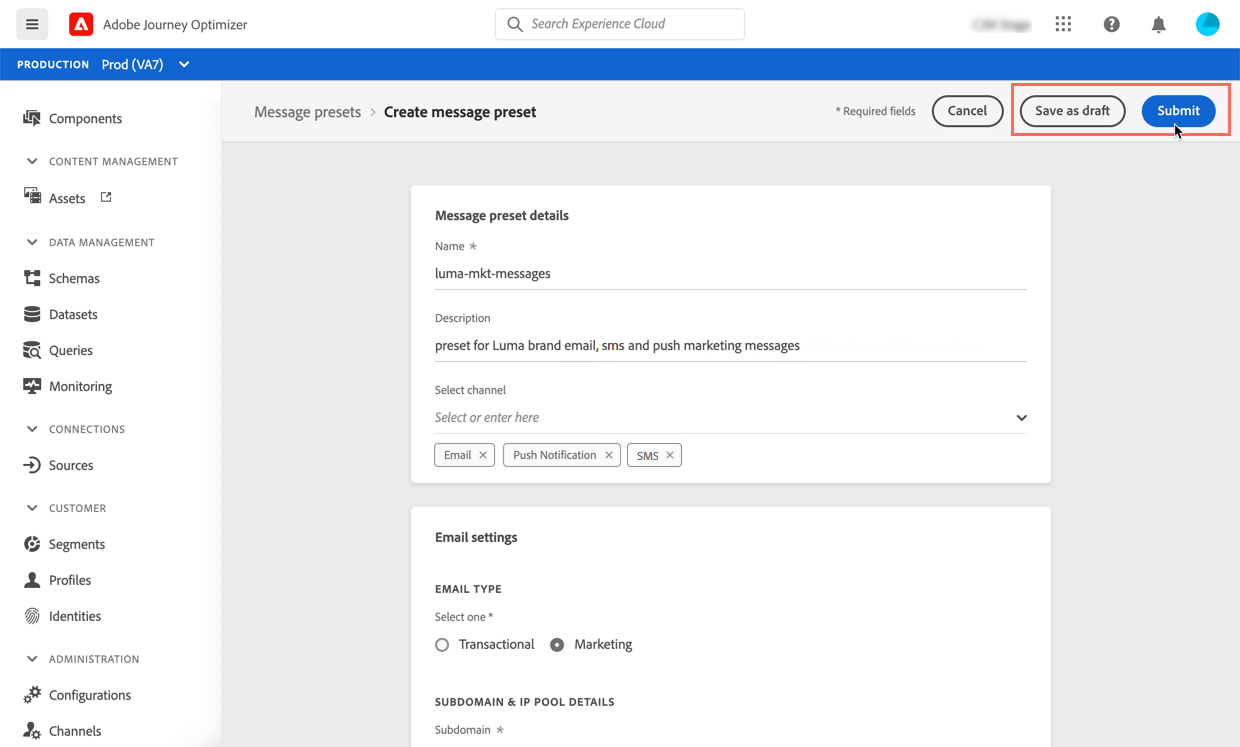 Adobe Journey Optimizer
Search Experience Cloud
PRODUCTION Prod (VA7)
Components
CONTENT MANAGEMENT
Assets
DATA MANAGEMENT
Schemas
Datasets
Queries
Monitoring
CONNECTIONS
Sources
CUSTOMER
Segments
Profiles
Identities
ADMINISTRATION
Configurations
Channels
Message presets > Create message preset
* Required fields
Cancel
Save as draft
Submit
Message preset details
Name *
luma-mkt-messages
Description
preset for Luma brand email, sms and push marketing messages
Select channel
Select or enter here
Email × Push Notification × SMS ×
Email settings
EMAIL TYPE
Select one *
Transactional Marketing
SUBDOMAIN & IP POOL DETAILS
Subdomain *